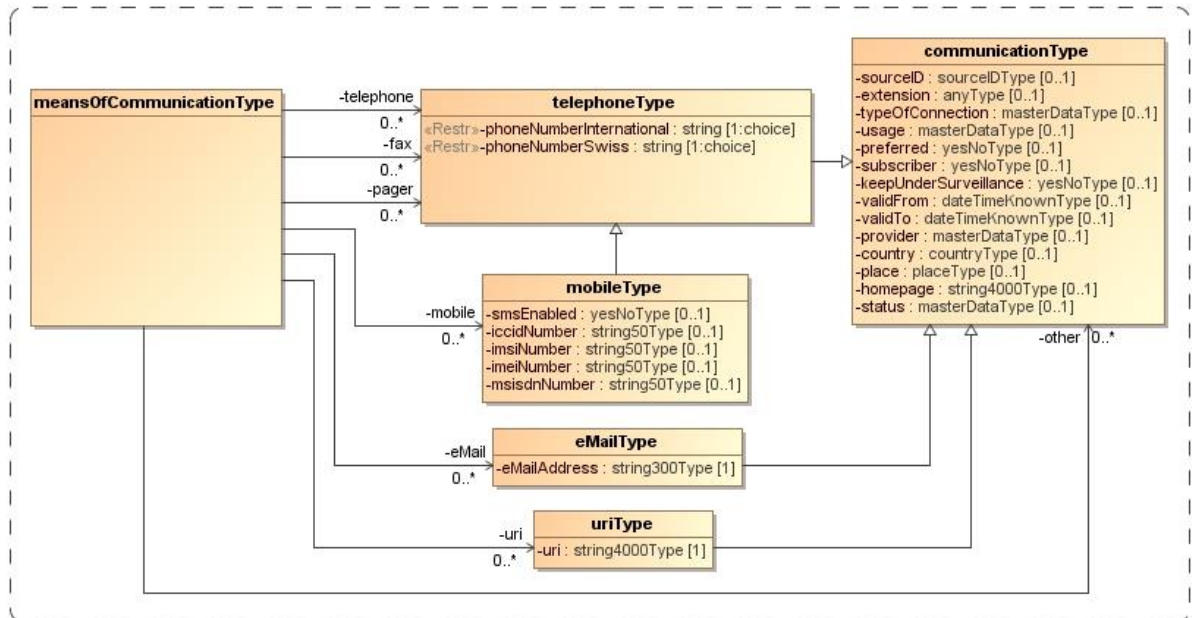 meansOfCommunicationType
-telephone
0..*
-fax
0..*
-pager
0..*
telephoneType
«Restr»-phoneNumberInternational : string [1:choice]
«Restr»-phoneNumberSwiss : string [1:choice]
communicationType
-sourceID : sourceIDType [0..1]
-extension : anyType [0..1]
-typeOfConnection : masterDataType [0..1]
-usage : masterDataType [0..1]
-preferred : yesNoType [0..1]
-subscriber : yesNoType [0..1]
-keepUnderSurveillance : yesNoType [0..1]
-validFrom : dateTimeKnownType [0..1]
-validTo : dateTimeKnownType [0..1]
-provider : masterDataType [0..1]
-country : countryType [0..1]
-place : placeType [0..1]
-homepage : string4000Type [0..1]
-status : masterDataType [0..1]
-mobile
0..*
mobileType
-smsEnabled : yesNoType [0..1]
-iccidNumber : string50Type [0..1]
-imsiNumber : string50Type [0..1]
-imeiNumber : string50Type [0..1]
-msisdnNumber : string50Type [0..1]
-other 0..*
-eMail
0..*
eMailType
-eMailAddress : string300Type [1]
-uri
0..*
uriType
-uri : string4000Type [1]